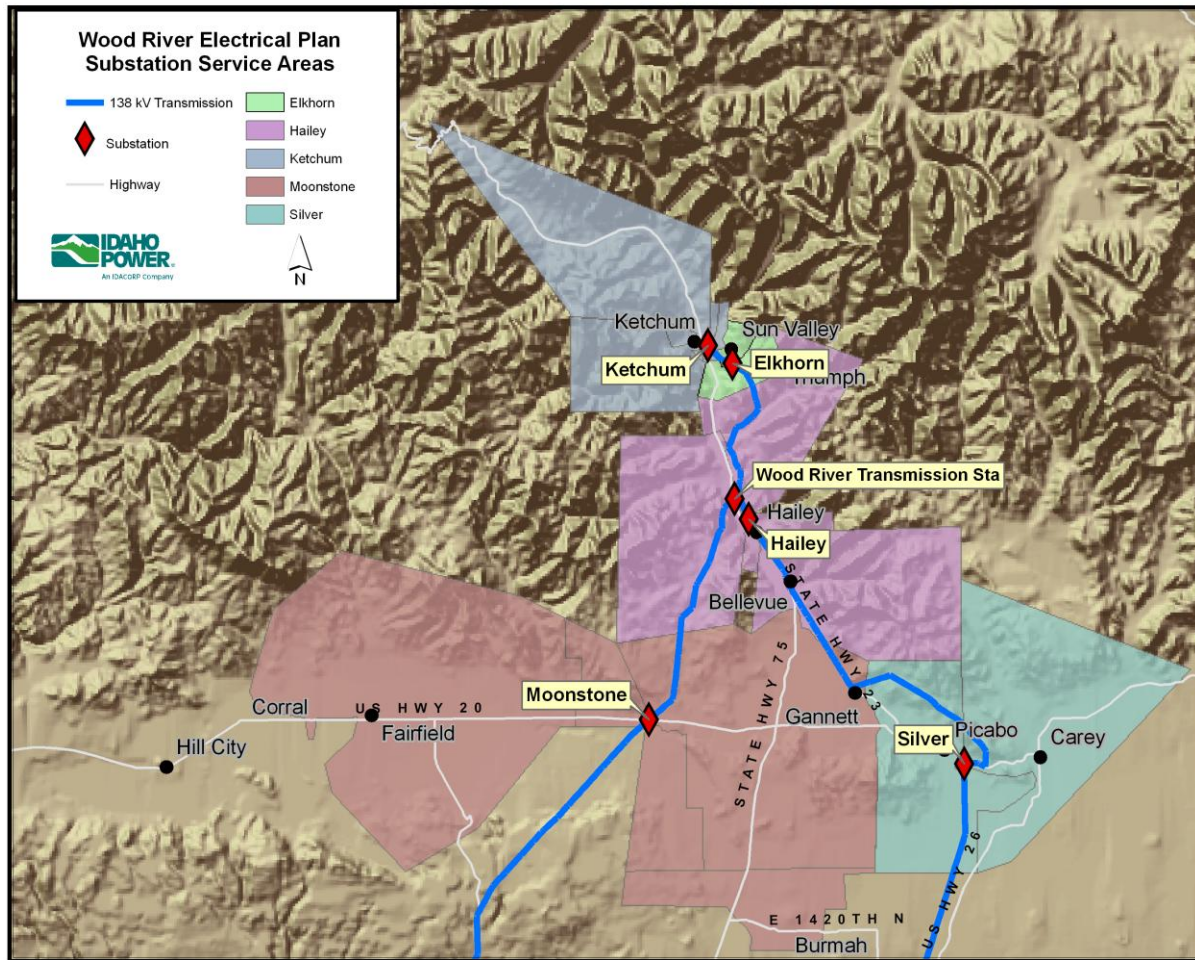 Wood River Electrical Plan
Substation Service Areas
138 kV Transmission
Substation
Highway
Elkhorn
Hailey
Ketchum
Moonstone
Silver
IDAHO
POWER®
An IDACORP Company
N
Ketchum
Sun Valley
Ketchum
Elkhorn
Triumph
Wood River Transmission Sta
Hailey
Hailey
Bellevue
STATE HWY 23
STATE HWY 75
Moonstone
Corral
US HWY 20
Fairfield
Hill City
Gannett
Silver
Picabo
Carey
US HWY 26
E 1420TH N
Burmah